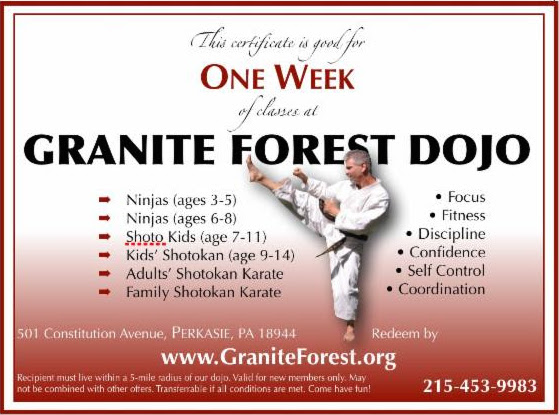 This certificate is good for
ONE WEEK
of classes at
GRANITE FOREST DOJO
➨ Ninjas (ages 3-5)
➨ Ninjas (ages 6-8)
➨ Shoto Kids (age 7-11)
➨ Kids' Shotokan (age 9-14)
➨ Adults' Shotokan Karate
➨ Family Shotokan Karate
• Focus
• Fitness
• Discipline
• Confidence
• Self Control
• Coordination
501 Constitution Avenue, PERKASIE, PA 18944 Redeem by
www.GraniteForest.org
Recipient must live within a 5-mile radius of our dojo. Valid for new members only. May
not be combined with other offers. Transferrable if all conditions are met. Come have fun!
215-453-9983